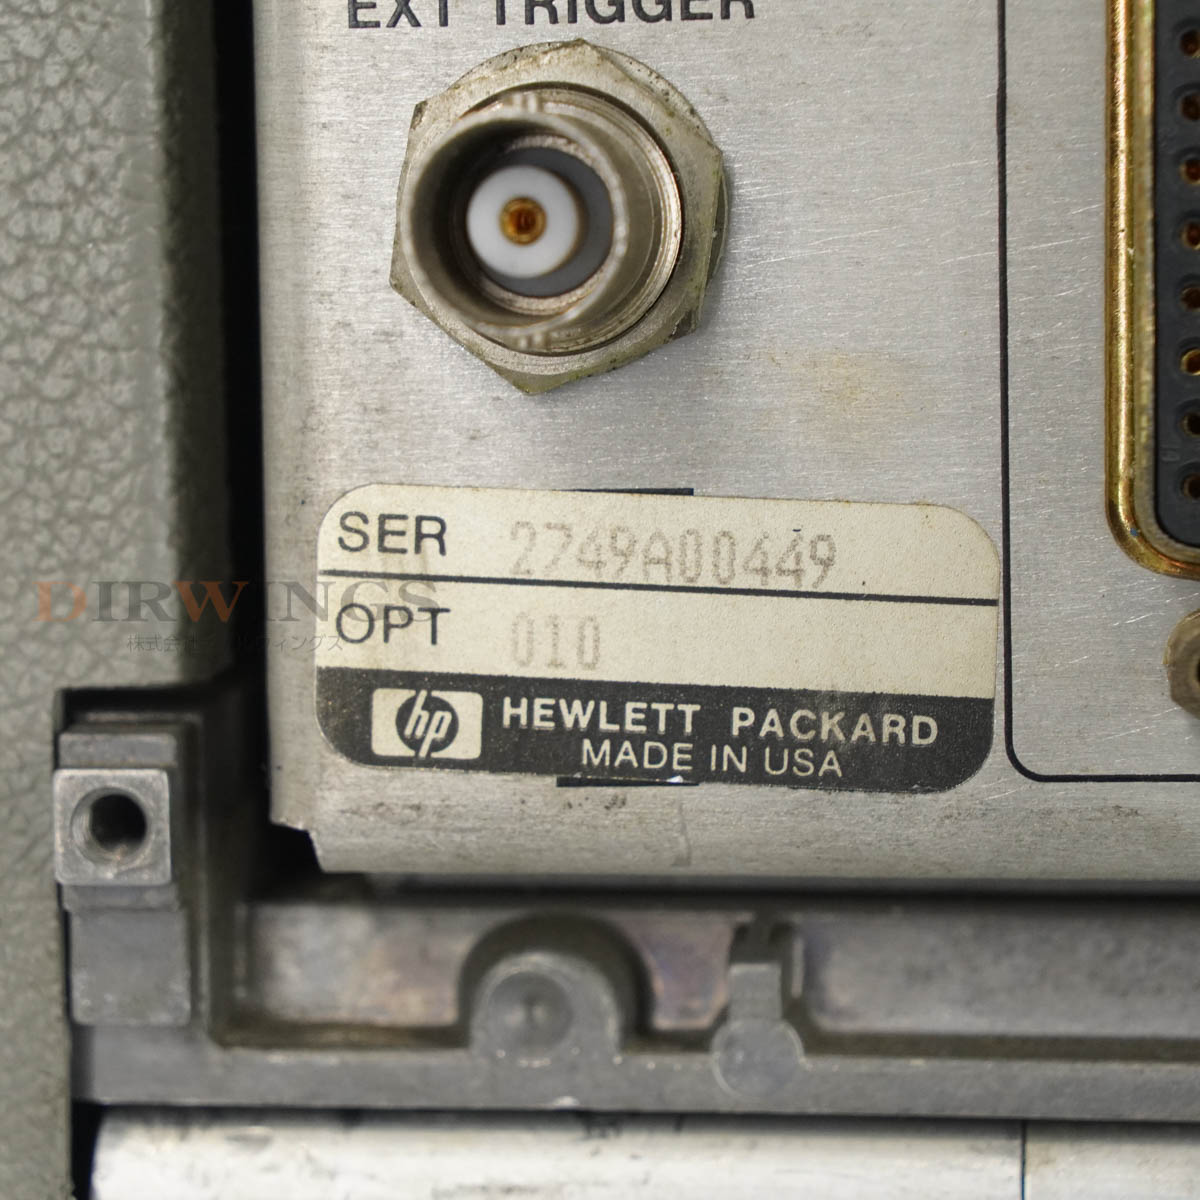 EXT TRIGGER
SER 2749A00449
DIRWINGS
OPT 010
hp HEWLETT PACKARD
MADE IN USA